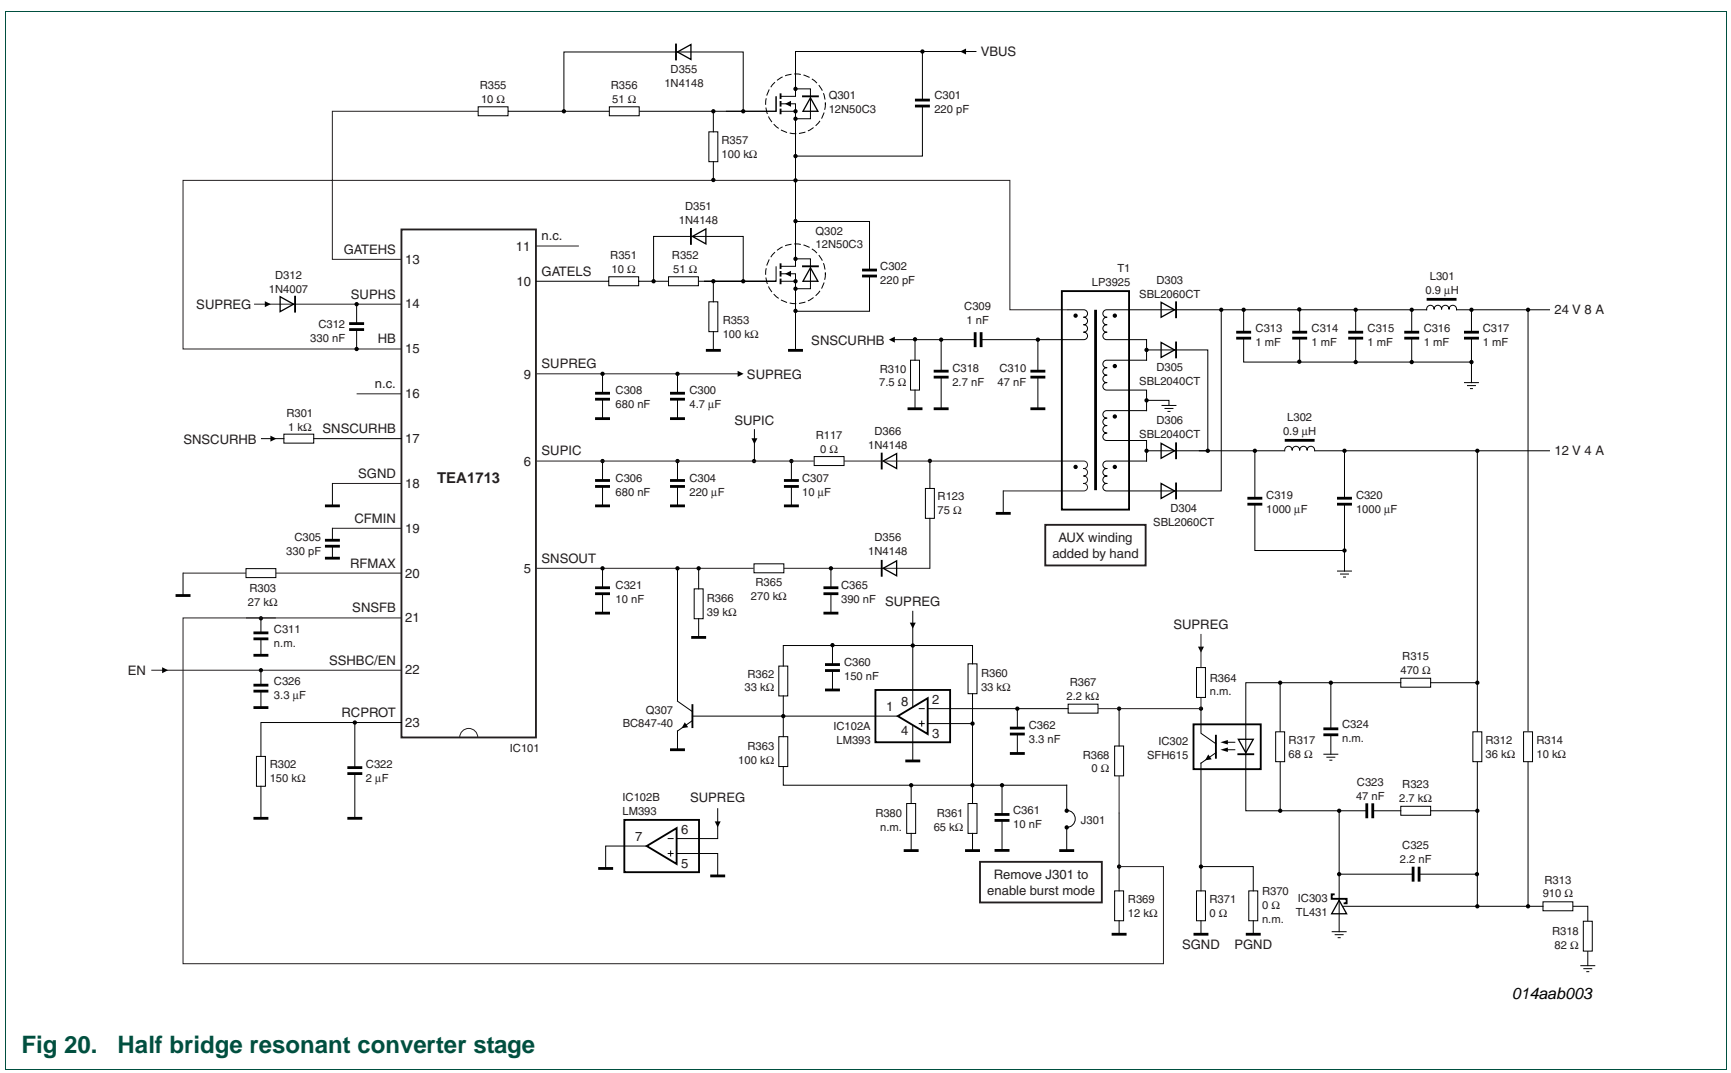 VBUS
D355
1N4148
R355
10 Ω
R356
51 Ω
Q301
12N50C3
C301
220 pF
R357
100 kΩ
D351
1N4148
Q302
12N50C3
n.c.
11
GATEHS
13
R351
10 Ω
R352
51 Ω
GATELS
10
C302
220 pF
D312
1N4007
SUPREG
SUPHS
14
C312
330 nF
R353
100 kΩ
HB
15
T1
LP3925
D303
SBL2060CT
L301
0.9 μH
24 V 8 A
C309
1 nF
SNSCURHB
C313
1 mF
C314
1 mF
C315
1 mF
C316
1 mF
C317
1 mF
D305
SBL2040CT
R310
7.5 Ω
C318
2.7 nF
C310
47 nF
SUPREG
9
SUPREG
n.c.
16
C308
680 nF
C300
4.7 μF
R301
1 kΩ
SNSCURHB
SNSCURHB
17
SUPIC
D306
SBL2040CT
L302
0.9 μH
12 V 4 A
R117
0 Ω
D366
1N4148
SUPIC
6
TEA1713
SGND
18
C306
680 nF
C304
220 μF
C307
10 μF
R123
75 Ω
D304
SBL2060CT
C319
1000 μF
C320
1000 μF
CFMIN
19
C305
330 pF
AUX winding
added by hand
D356
1N4148
RFMAX
20
SNSOUT
5
R303
27 kΩ
R365
270 kΩ
C321
10 nF
R366
39 kΩ
C365
390 nF
SNSFB
21
C311
n.m.
SUPREG
SUPREG
EN
SSHBC/EN
22
C326
3.3 μF
R362
33 kΩ
C360
150 nF
R360
33 kΩ
R367
2.2 kΩ
R364
n.m.
R315
470 Ω
RCPROT
23
IC101
Q307
BC847-40
1
8
2
4
3
IC102A
LM393
C362
3.3 nF
IC302
SFH615
R317
68 Ω
C324
n.m.
R312
36 kΩ
R314
10 kΩ
R302
150 kΩ
C322
2 μF
R363
100 kΩ
R368
0 Ω
C323
47 nF
R323
2.7 kΩ
IC102B
LM393
SUPREG
7
6
5
R380
n.m.
R361
65 kΩ
C361
10 nF
J301
C325
2.2 nF
Remove J301 to
enable burst mode
R369
12 kΩ
R371
0 Ω
R370
0 Ω
n.m.
SGND
PGND
IC303
TL431
R313
910 Ω
R318
82 Ω
014aab003
Fig 20. Half bridge resonant converter stage